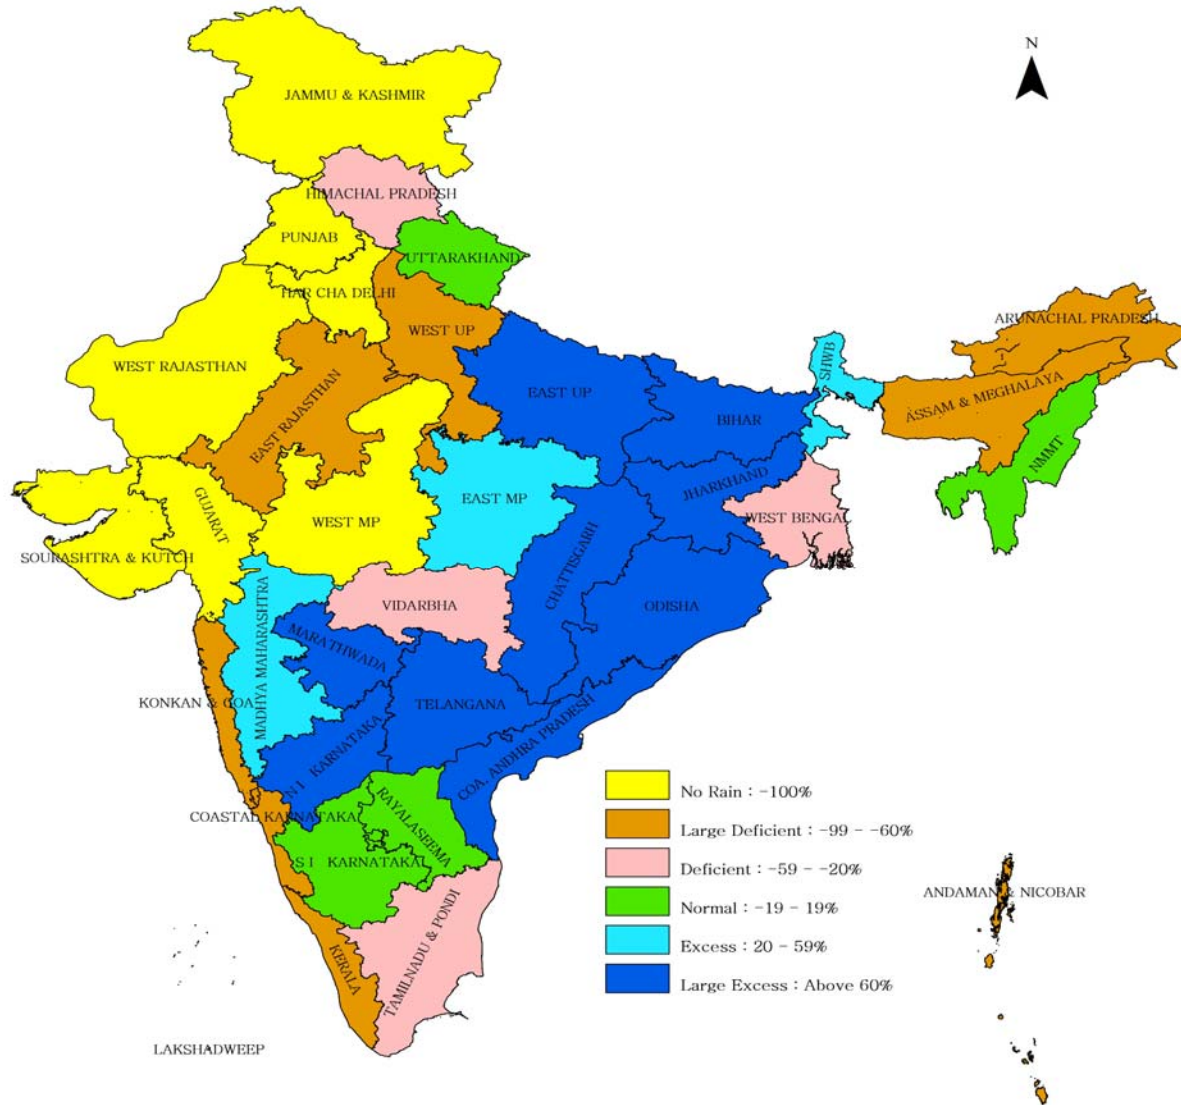 N
JAMMU & KASHMIR
HIMACHAL PRADESH
PUNJAB
UTTARAKHAND
HAR CHA DELHI
ARUNACHAL PRADESH
WEST UP
SHWB
WEST RAJASTHAN
EAST RAJASTHAN
EAST UP
BIHAR
ASSAM & MEGHALAYA
NMMT
JHARKHAND
GUJARAT
EAST MP
WEST MP
WEST BENGAL
SOURASHTRA & KUTCH
CHATTISGARH
VIDARBHA
ODISHA
MADHYA MAHARASHTRA
MARATHWADA
KONKAN & GOA
TELANGANA
COA. ANDHRA PRADESH
N I KARNATAKA
COASTAL KARNATAKA
RAYALASEEMA
S I KARNATAKA
No Rain : -100%
Large Deficient : -99 - -60%
Deficient : -59 - -20%
Normal : -19 - 19%
Excess : 20 - 59%
Large Excess : Above 60%
ANDAMAN & NICOBAR
KERALA
TAMILNADU & PONDI
LAKSHADWEEP